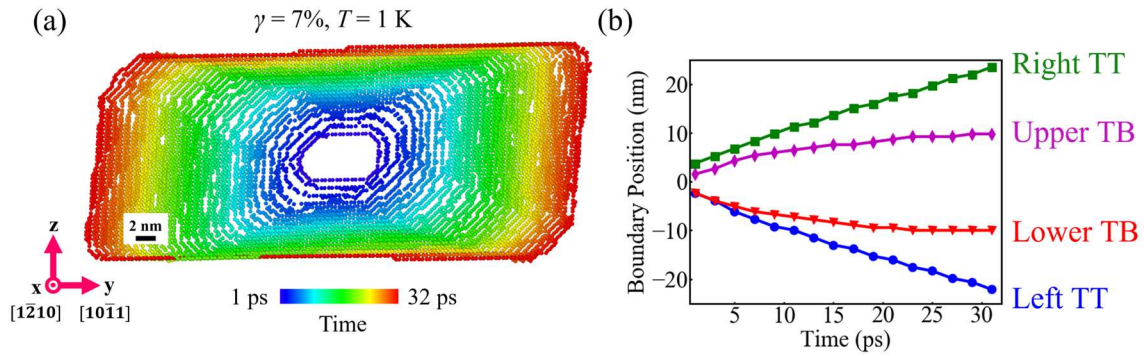 (a)
γ = 7%, T = 1 K
2 nm
z
x
y
[1̄2̄10]
[101̄1]
1 ps
32 ps
Time
(b)
Boundary Position (nm)
20
10
0
−10
−20
5
10
15
20
25
30
Time (ps)
Right TT
Upper TB
Lower TB
Left TT